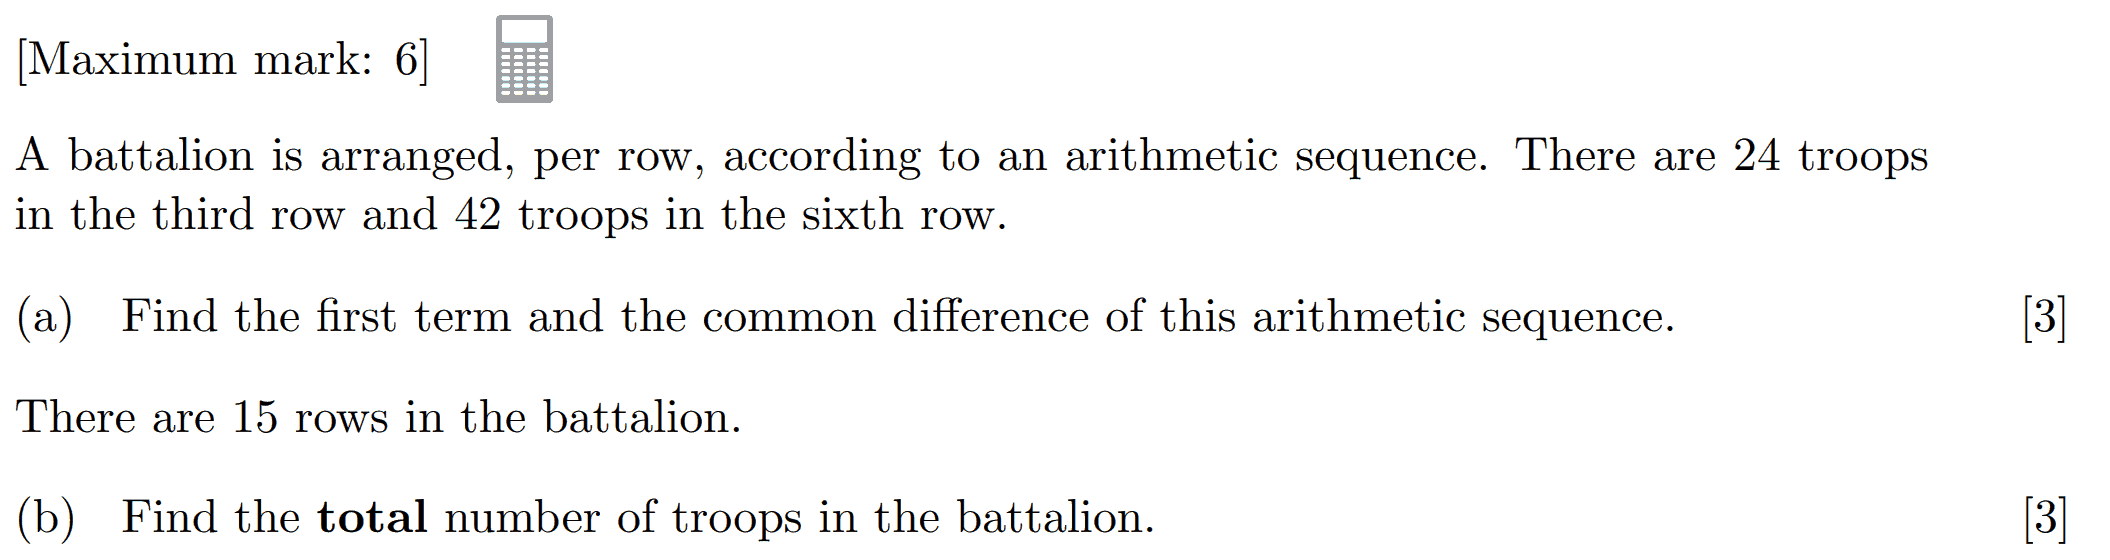 [Maximum mark: 6]
A battalion is arranged, per row, according to an arithmetic sequence. There are 24 troops
in the third row and 42 troops in the sixth row.
(a) Find the first term and the common difference of this arithmetic sequence. [3]
There are 15 rows in the battalion.
(b) Find the total number of troops in the battalion. [3]